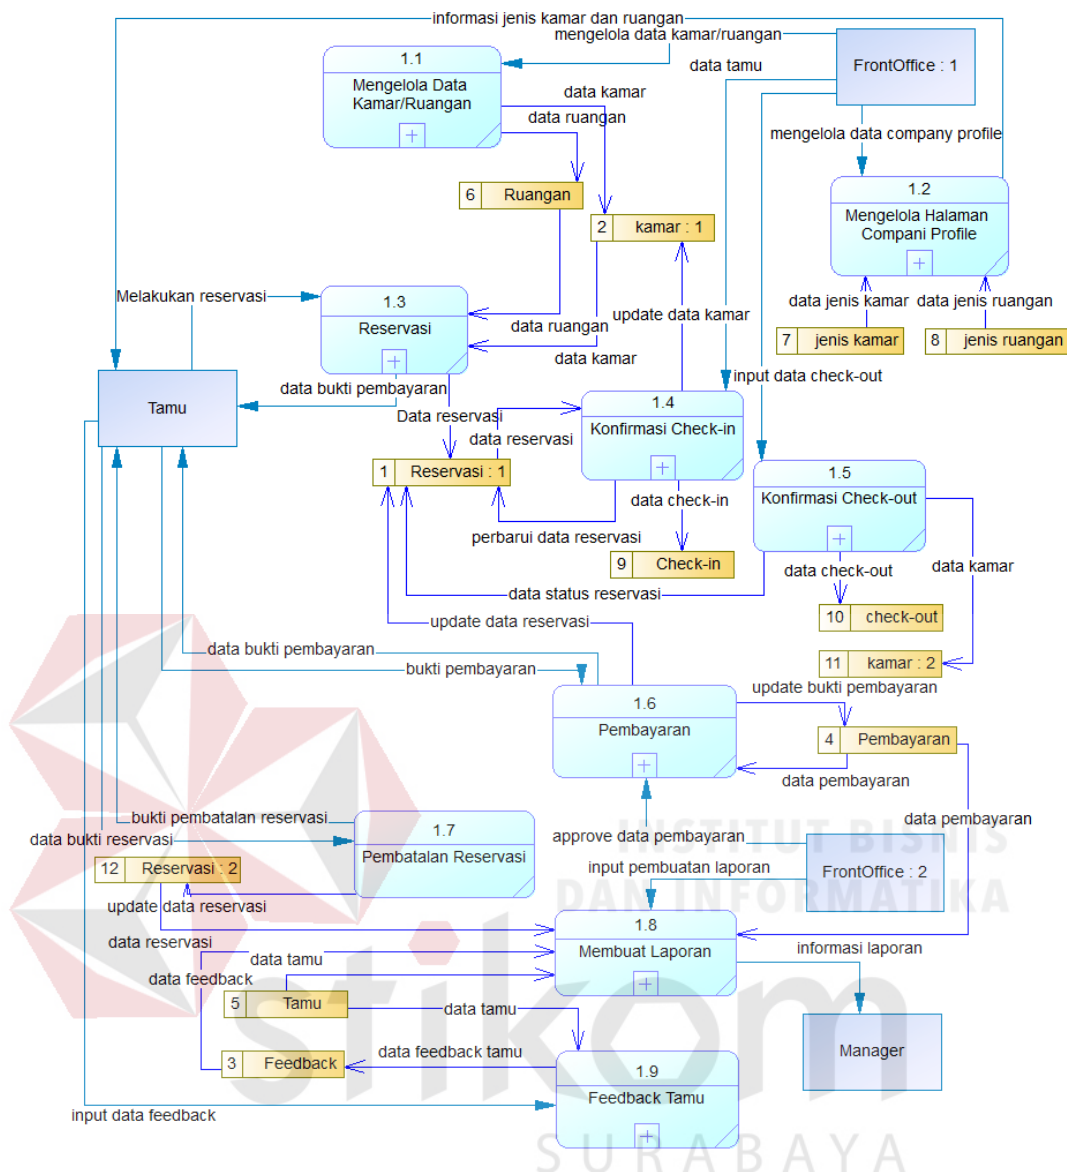 informasi jenis kamar dan ruangan
mengelola data kamar/ruangan
1.1
Mengelola Data
Kamar/Ruangan
data tamu
FrontOffice : 1
data kamar
data ruangan
mengelola data company profile
6 Ruangan
2 kamar : 1
1.2
Mengelola Halaman
Compani Profile
Melakukan reservasi
1.3
Reservasi
data ruangan
update data kamar
data jenis kamar
data jenis ruangan
7 jenis kamar
8 jenis ruangan
data kamar
Tamu
data bukti pembayaran
input data check-out
Data reservasi
1.4
Konfirmasi Check-in
data reservasi
1 Reservasi : 1
1.5
Konfirmasi Check-out
data check-in
perbarui data reservasi
9 Check-in
data check-out
data kamar
data status reservasi
10 check-out
update data reservasi
data bukti pembayaran
bukti pembayaran
11 kamar : 2
update bukti pembayaran
1.6
Pembayaran
4 Pembayaran
data pembayaran
bukti pembatalan reservasi
1.7
Pembatalan Reservasi
data bukti reservasi
approve data pembayaran
data pembayaran
INSTITUT BISNIS
DAN INFORMATIKA
12 Reservasi : 2
input pembuatan laporan
FrontOffice : 2
update data reservasi
1.8
Membuat Laporan
data reservasi
informasi laporan
data tamu
data feedback
5 Tamu
data tamu
stikom
Manager
3 Feedback
data feedback tamu
1.9
Feedback Tamu
input data feedback
SURABAYA